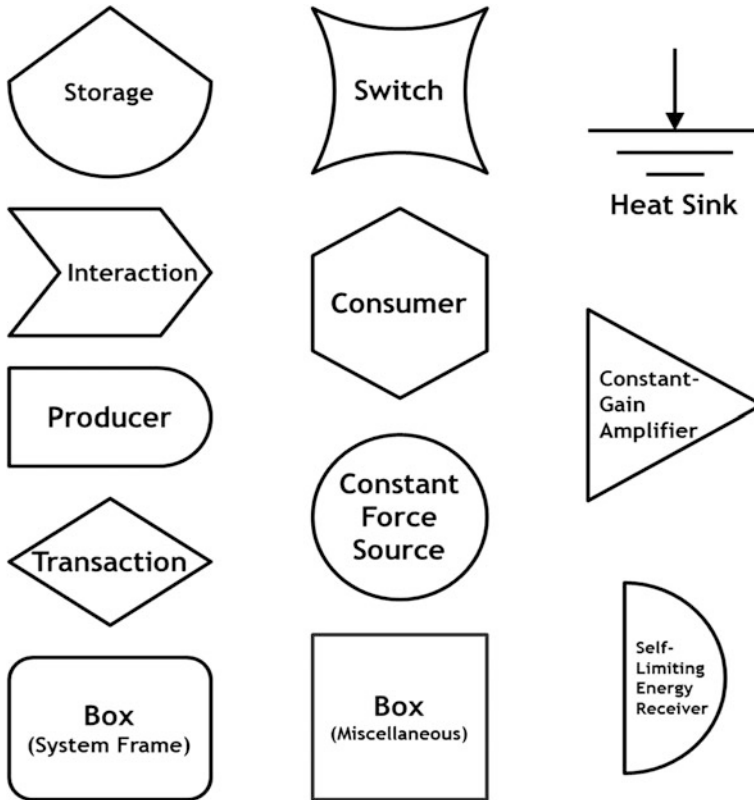 Storage
Interaction
Producer
Transaction
Box
(System Frame)
Switch
Consumer
Constant
Force
Source
Box
(Miscellaneous)
Heat Sink
Constant-
Gain
Amplifier
Self-
Limiting
Energy
Receiver